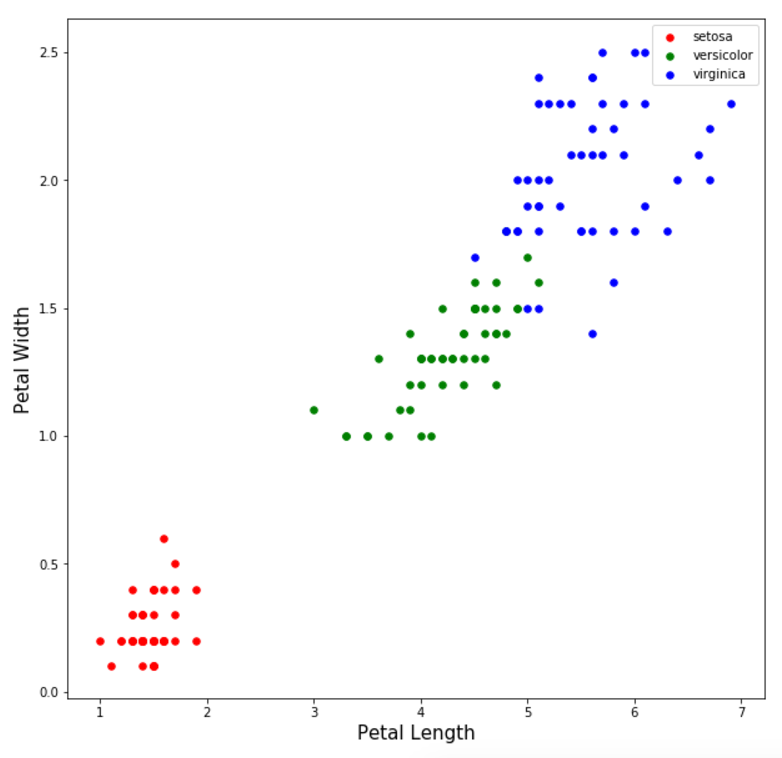 setosa
versicolor
virginica
2.5
2.0
1.5
1.0
0.5
0.0
Petal Width
1 2 3 4 5 6 7
Petal Length